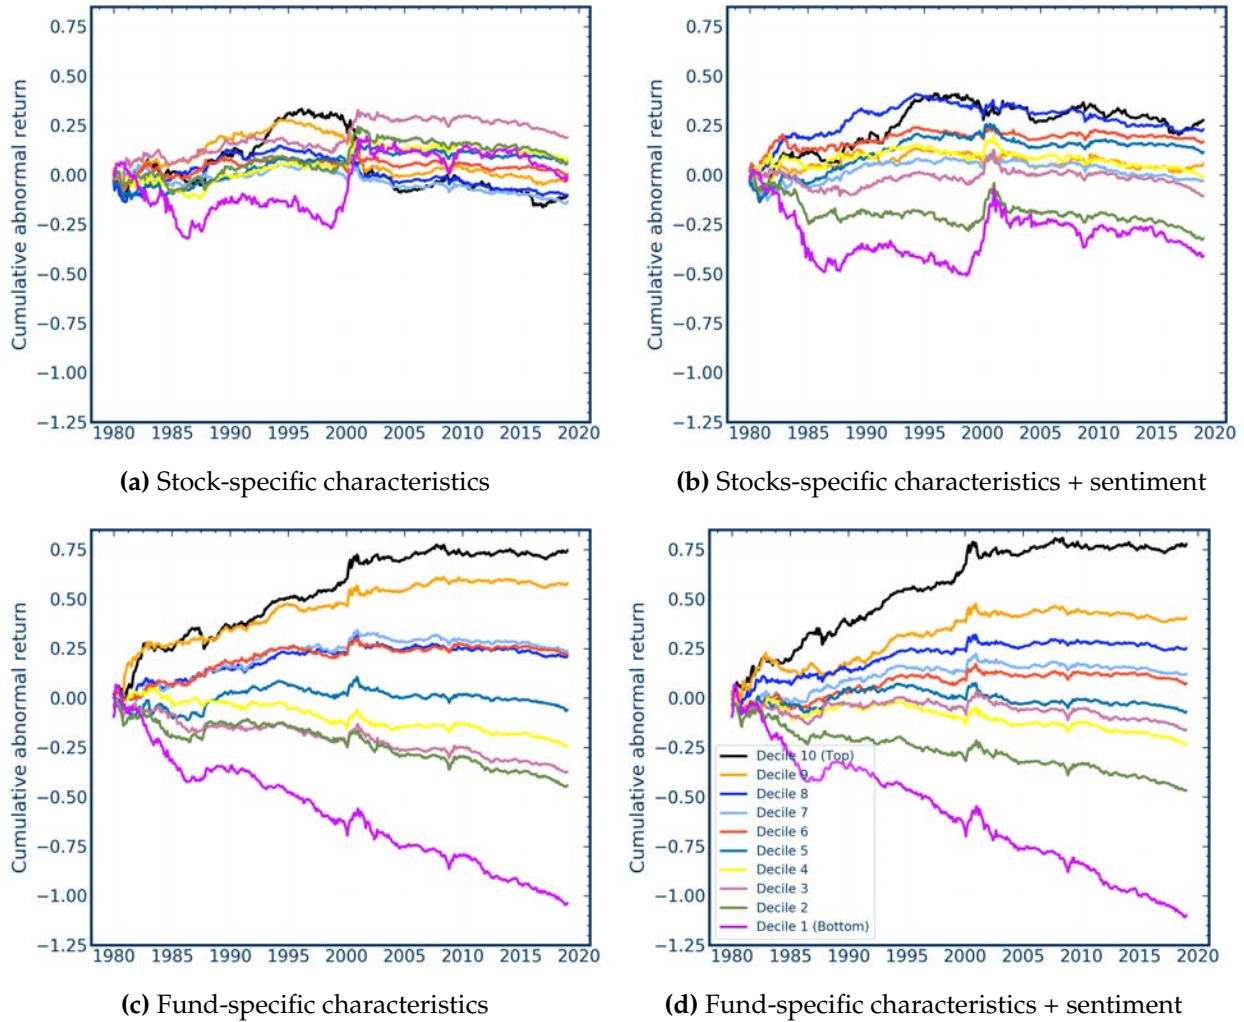 Cumulative abnormal return
0.75
0.50
0.25
0.00
−0.25
−0.50
−0.75
−1.00
−1.25
1980 1985 1990 1995 2000 2005 2010 2015 2020
(a) Stock-specific characteristics
Cumulative abnormal return
0.75
0.50
0.25
0.00
−0.25
−0.50
−0.75
−1.00
−1.25
1980 1985 1990 1995 2000 2005 2010 2015 2020
(b) Stocks-specific characteristics + sentiment
Cumulative abnormal return
0.75
0.50
0.25
0.00
−0.25
−0.50
−0.75
−1.00
−1.25
1980 1985 1990 1995 2000 2005 2010 2015 2020
(c) Fund-specific characteristics
Cumulative abnormal return
0.75
0.50
0.25
0.00
−0.25
−0.50
−0.75
−1.00
−1.25
Decile 10 (Top)
Decile 9
Decile 8
Decile 7
Decile 6
Decile 5
Decile 4
Decile 3
Decile 2
Decile 1 (Bottom)
1980 1985 1990 1995 2000 2005 2010 2015 2020
(d) Fund-specific characteristics + sentiment